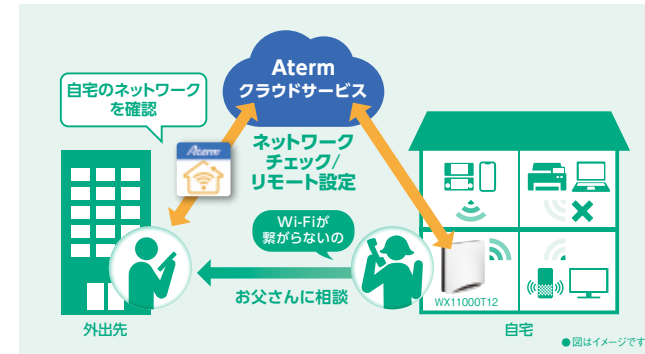 Aterm
クラウドサービス
自宅のネットワーク
を確認
Aterm
ネットワーク
チェック/
リモート設定
Wi-Fiが
繋がらないの
お父さんに相談
WX11000T12
外出先
自宅
●図はイメージです